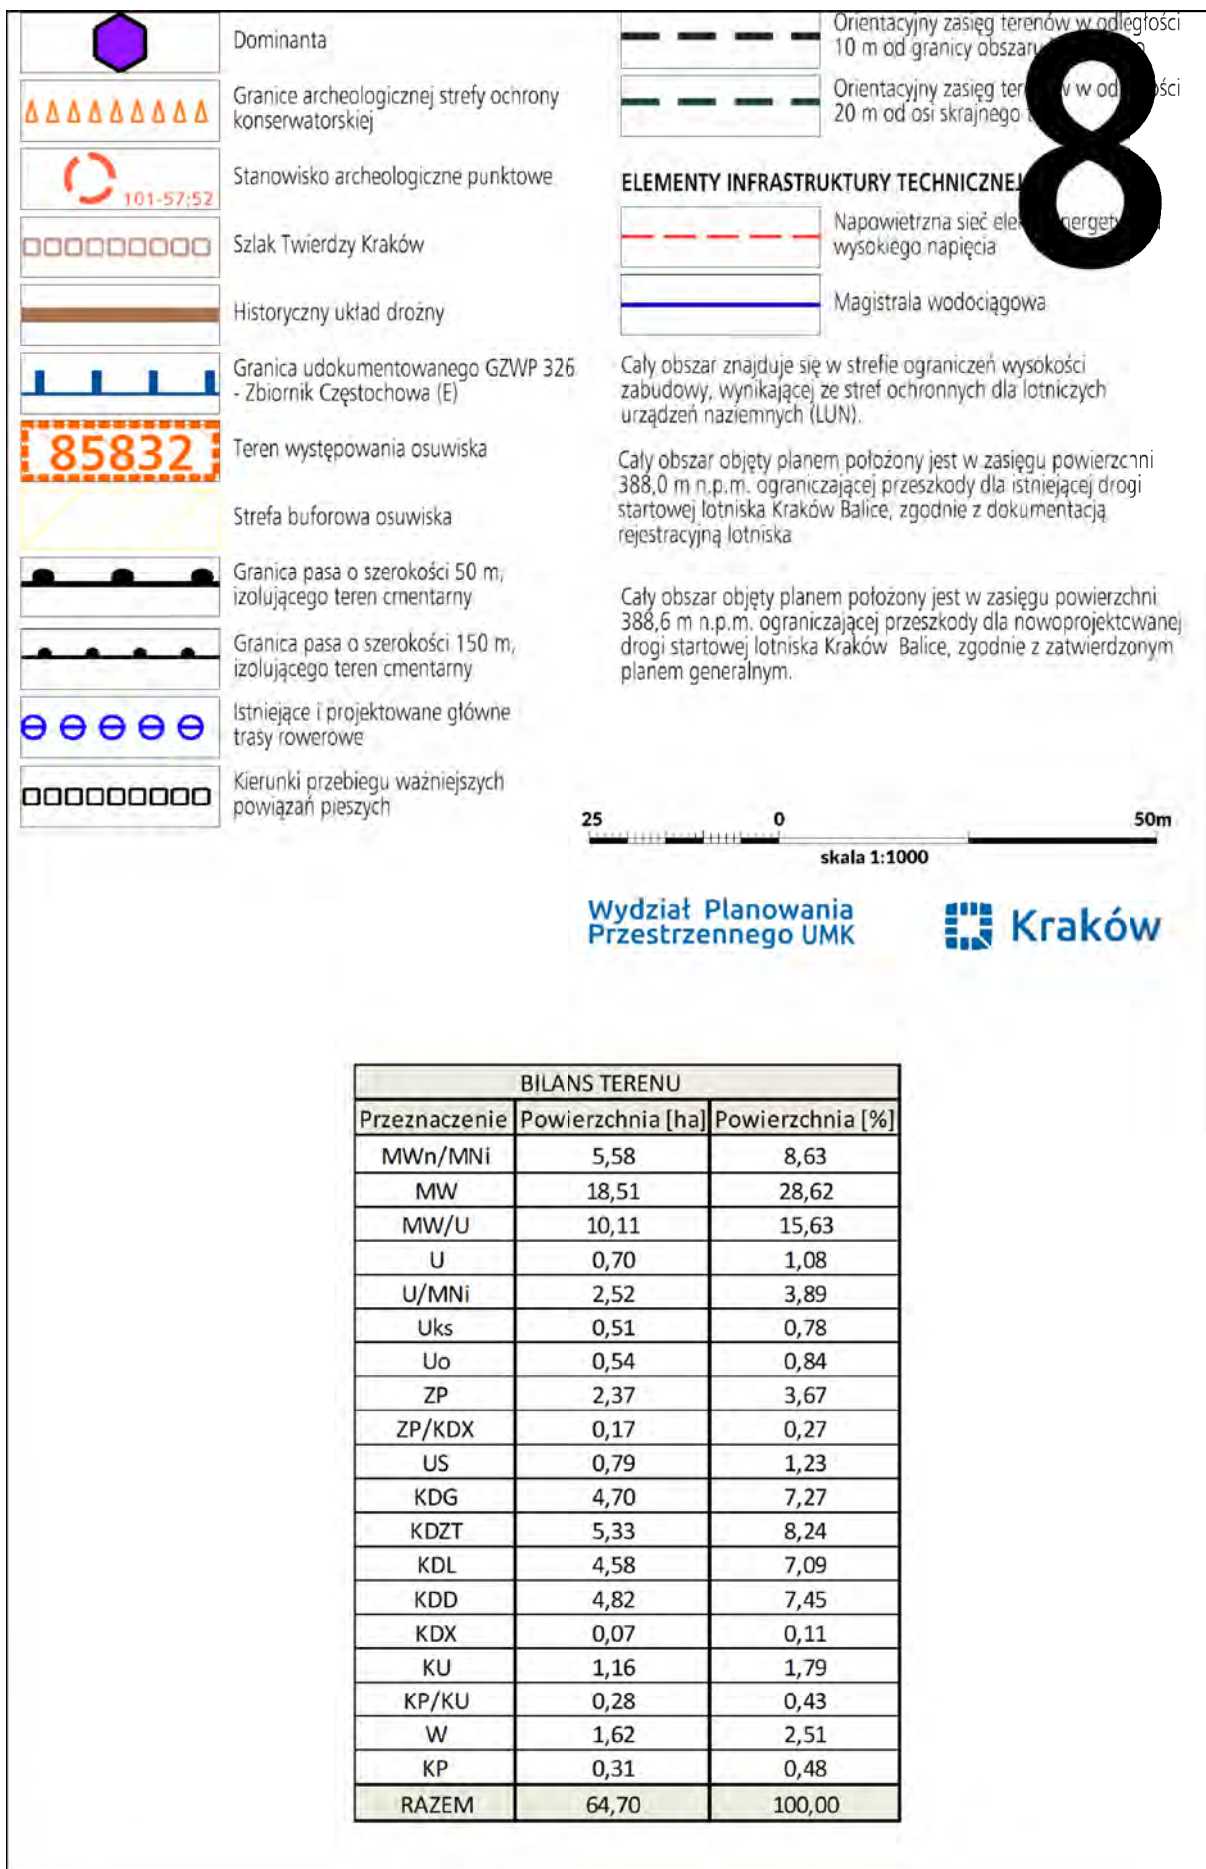 Dominanta
Granice archeologicznej strefy ochrony
konserwatorskiej
101-57;52
Stanowisko archeologiczne punktowe
Szlak Twierdzy Kraków
Historyczny układ drożny
Granica udokumentowanego GZWP 326
- Zbiornik Częstochowa (E)
85832
Teren występowania osuwiska
Strefa buforowa osuwiska
Granica pasa o szerokości 50 m,
izolującego teren cmentarny
Granica pasa o szerokości 150 m,
izolującego teren cmentarny
Istniejące i projektowane główne
trasy rowerowe
Kierunki przebiegu ważniejszych
powiązań pieszych
Orientacyjny zasięg terenów w odległości
10 m od granicy obszaru
8
Orientacyjny zasięg w
20 m od osi skrajnego
ELEMENTY INFRASTRUKTURY TECHNICZNEJ
Napowietrzna sieć
wysokiego napięcia
Magistrala wodociągowa
Cały obszar znajduje się w strefie ograniczeń wysokości
zabudowy, wynikającej ze stref ochronnych dla lotniczych
urządzeń naziemnych (LUN).
Cały obszar objęty planem położony jest w zasięgu powierzchni
388,0 m n.p.m. ograniczającej przeszkody dla istniejącej drogi
startowej lotniska Kraków Balice, zgodnie z dokumentacją
rejestracyjną lotniska
Cały obszar objęty planem położony jest w zasięgu powierzchni
388,6 m n.p.m. ograniczającej przeszkody dla nowoprojektowanej
drogi startowej lotniska Kraków Balice, zgodnie z zatwierdzonym
planem generalnym.
25 0 50m
skala 1:1000
Wydział Planowania
Przestrzennego UMK
Kraków
BILANS TERENU
Przeznaczenie Powierzchnia [ha] Powierzchnia [%]
MWn/MNi 5,58 8,63
MW 18,51 28,62
MW/U 10,11 15,63
U 0,70 1,08
U/MNi 2,52 3,89
Uks 0,51 0,78
Uo 0,54 0,84
ZP 2,37 3,67
ZP/KDX 0,17 0,27
US 0,79 1,23
KDG 4,70 7,27
KDZT 5,33 8,24
KDL 4,58 7,09
KDD 4,82 7,45
KDX 0,07 0,11
KU 1,16 1,79
KP/KU 0,28 0,43
W 1,62 2,51
KP 0,31 0,48
RAZEM 64,70 100,00